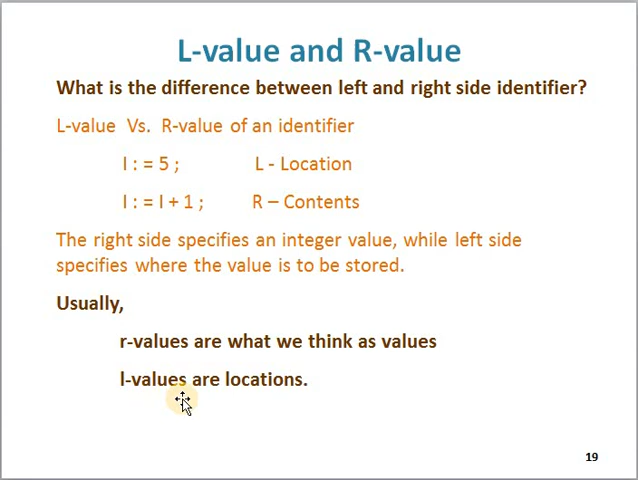 L-value and R-value
What is the difference between left and right side identifier?
L-value Vs. R-value of an identifier
I : = 5 ; L - Location
I : = I + 1 ; R – Contents
The right side specifies an integer value, while left side
specifies where the value is to be stored.
Usually,
r-values are what we think as values
l-values are locations.
19